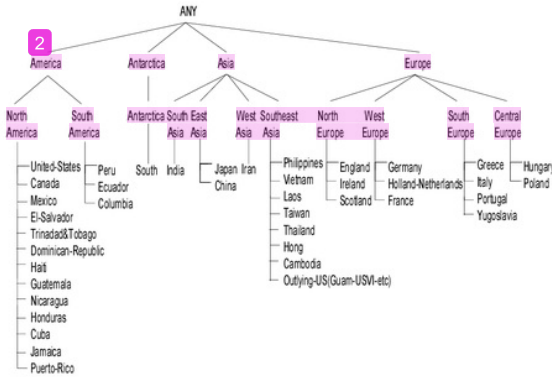 ANY
2
America Antarctica Asia Europe
North America
South America
Antarctica
South Asia
East Asia
West Asia
Southeast Asia
North Europe
West Europe
South Europe
Central Europe
United-States
Canada
Mexico
El-Salvador
Trinadad&Tobago
Dominican-Republic
Haiti
Guatemala
Nicaragua
Honduras
Cuba
Jamaica
Puerto-Rico
Peru
Ecuador
Columbia
South
India
Japan
China
Iran
Philippines
Vietnam
Laos
Taiwan
Thailand
Hong
Cambodia
Outlying-US(Guam-USVI-etc)
England
Ireland
Scotland
Germany
Holland-Netherlands
France
Greece
Italy
Portugal
Yugoslavia
Hungary
Poland